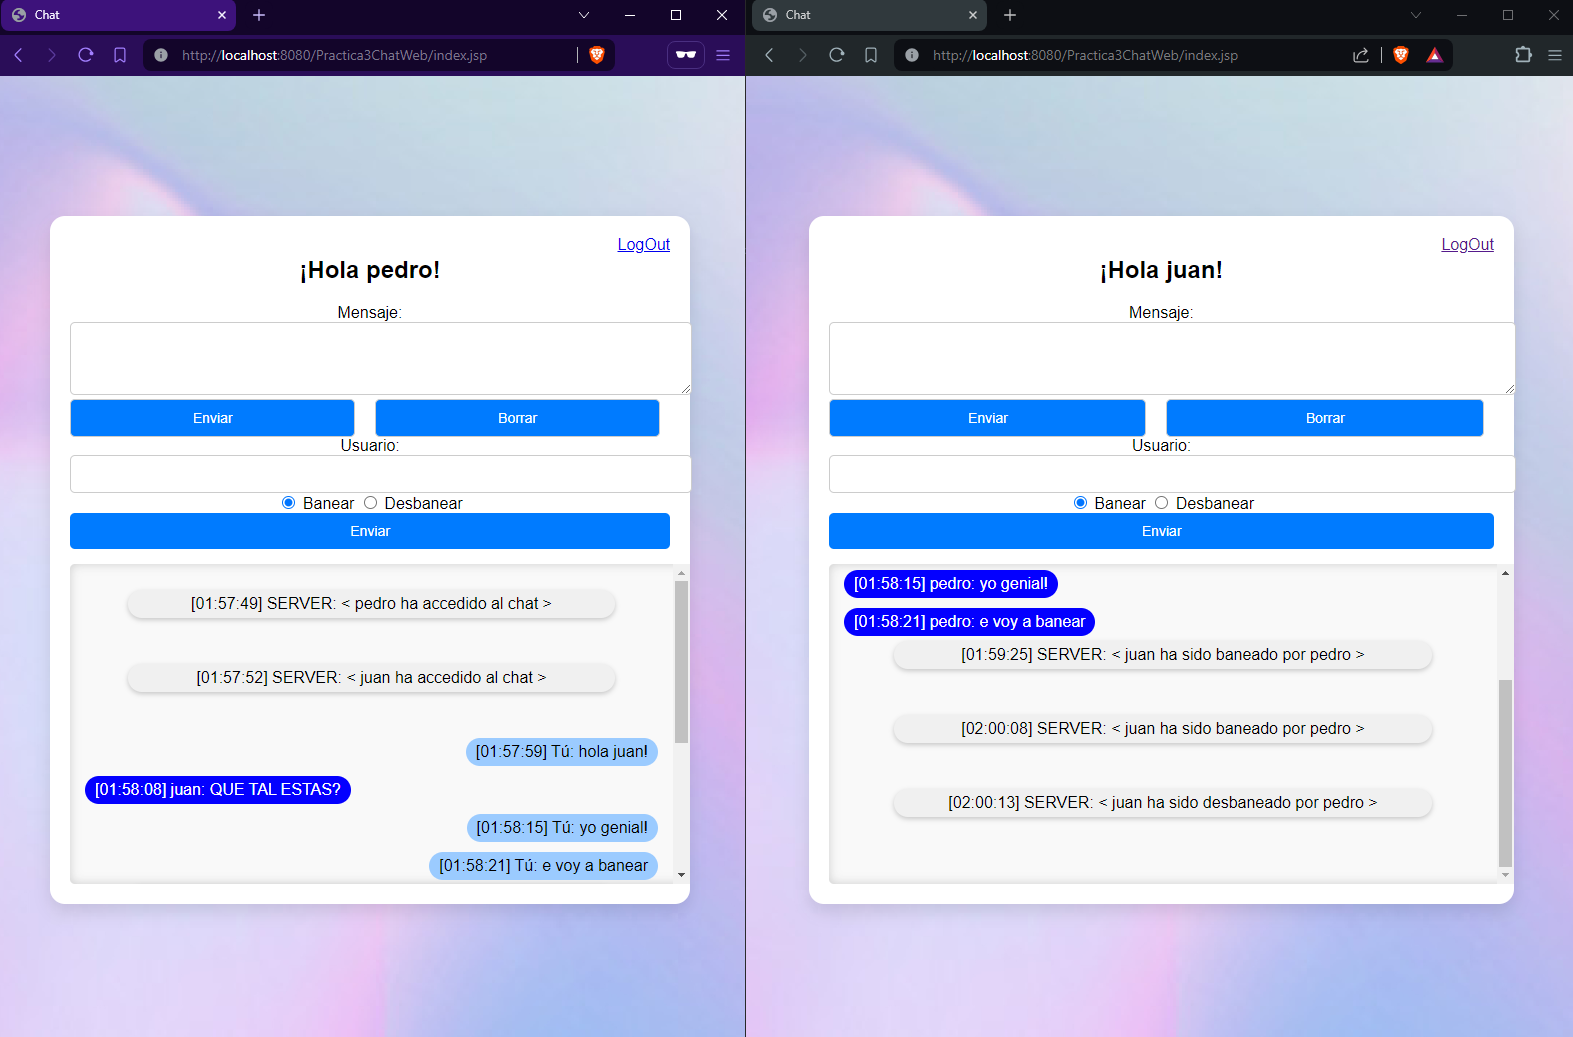 Chat
http://localhost:8080/Practica3ChatWeb/index.jsp
LogOut
¡Hola pedro!
Mensaje:
Enviar
Borrar
Usuario:
Banear
Desbanear
Enviar
[01:57:49] SERVER: < pedro ha accedido al chat >
[01:57:52] SERVER: < juan ha accedido al chat >
[01:57:59] Tú: hola juan!
[01:58:08] juan: QUE TAL ESTAS?
[01:58:15] Tú: yo genial!
[01:58:21] Tú: e voy a banear
Chat
http://localhost:8080/Practica3ChatWeb/index.jsp
LogOut
¡Hola juan!
Mensaje:
Enviar
Borrar
Usuario:
Banear
Desbanear
Enviar
[01:58:15] pedro: yo genial!
[01:58:21] pedro: e voy a banear
[01:59:25] SERVER: < juan ha sido baneado por pedro >
[02:00:08] SERVER: < juan ha sido baneado por pedro >
[02:00:13] SERVER: < juan ha sido desbaneado por pedro >